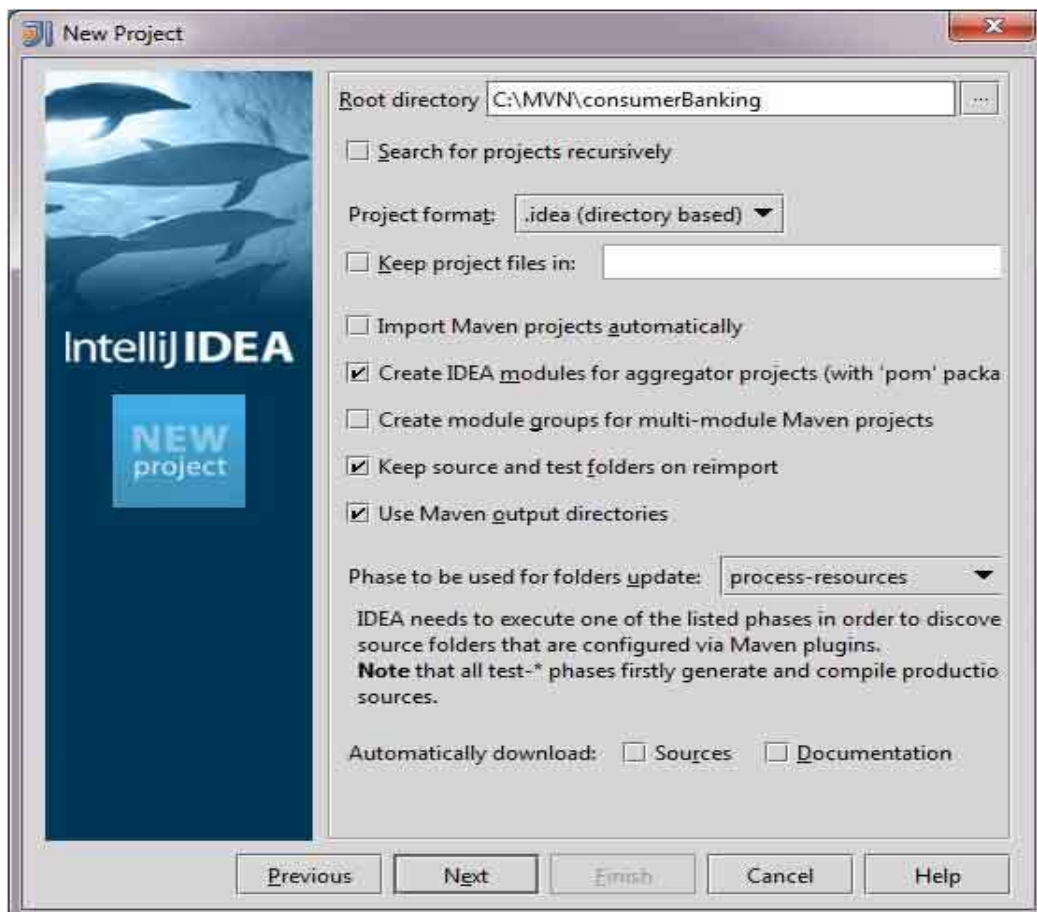 New Project
Root directory C:\MVN\consumerBanking ...
Search for projects recursively
Project format: .idea (directory based)
Keep project files in:
Import Maven projects automatically
IntelliJ IDEA
Create IDEA modules for aggregator projects (with 'pom' packa
NEW
project
Create module groups for multi-module Maven projects
Keep source and test folders on reimport
Use Maven output directories
Phase to be used for folders update: process-resources
IDEA needs to execute one of the listed phases in order to discove
source folders that are configured via Maven plugins.
Note that all test-* phases firstly generate and compile productio
sources.
Automatically download: Sources Documentation
Previous Next Finish Cancel Help